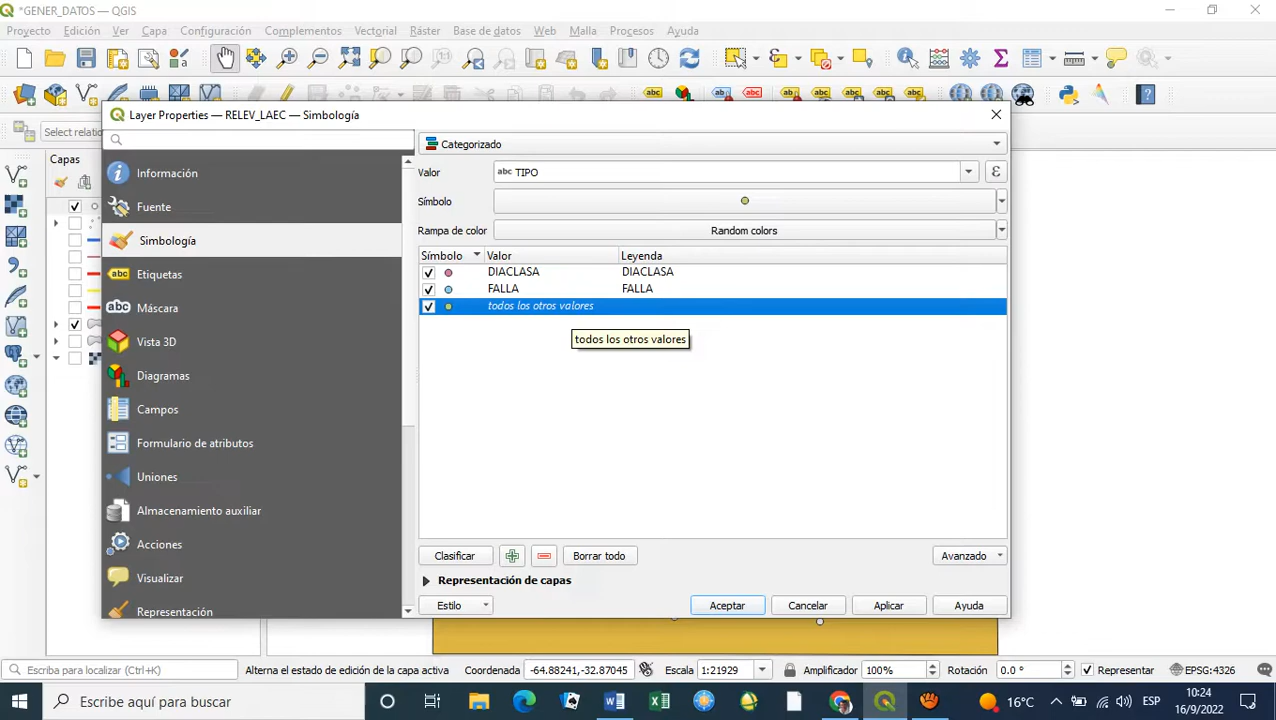 *GENER_DATOS — QGIS
Proyecto Edición Ver Capa Configuración Complementos Vectorial Ráster Base de datos Web Malla Procesos Ayuda
Select relation
Layer Properties — RELEV_LAEC — Simbología
Capas
Información
Fuente
Simbología
Etiquetas
Máscara
Vista 3D
Diagramas
Campos
Formulario de atributos
Uniones
Almacenamiento auxiliar
Acciones
Visualizar
Representación
Categorizado
Valor abc TIPO ε
Símbolo
Rampa de color Random colors
Símbolo Valor Leyenda
DIACLASA DIACLASA
FALLA FALLA
todos los otros valores
todos los otros valores
Clasificar Borrar todo Avanzado
Representación de capas
Estilo Aceptar Cancelar Aplicar Ayuda
Escriba para localizar (Ctrl+K) Alterna el estado de edición de la capa activa Coordenada -64.88241,-32.87045 Escala 1:21929 Amplificador 100% Rotación 0.0 ° Representar EPSG:4326
Escribe aquí para buscar 16°C ESP 10:24
16/9/2022